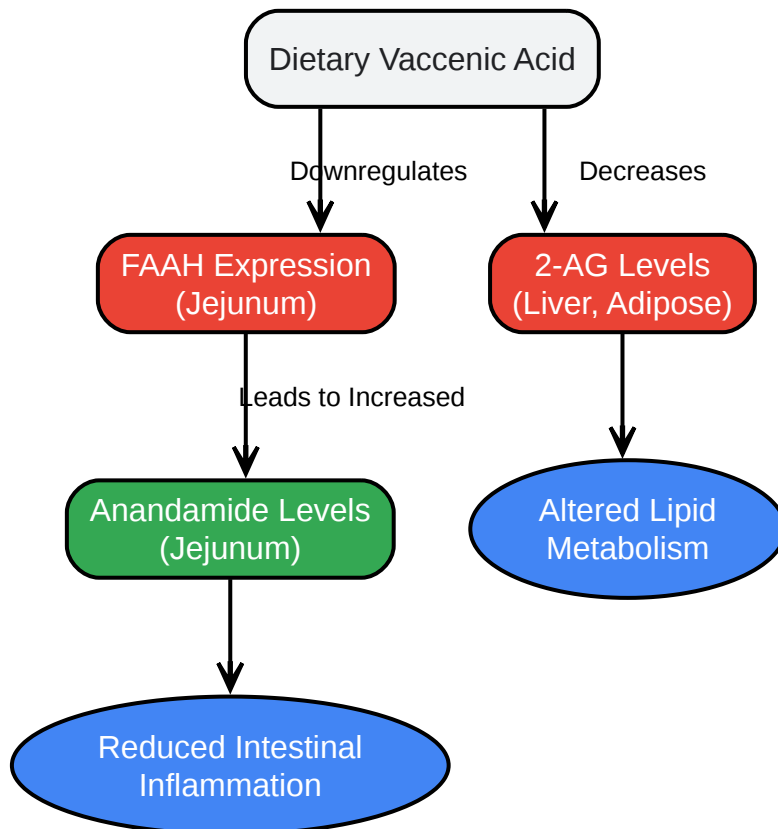 Dietary Vaccenic Acid
Downregulates
Decreases
FAAH Expression
(Jejunum)
2-AG Levels
(Liver, Adipose)
Leads to Increased
Anandamide Levels
(Jejunum)
Altered Lipid
Metabolism
Reduced Intestinal
Inflammation